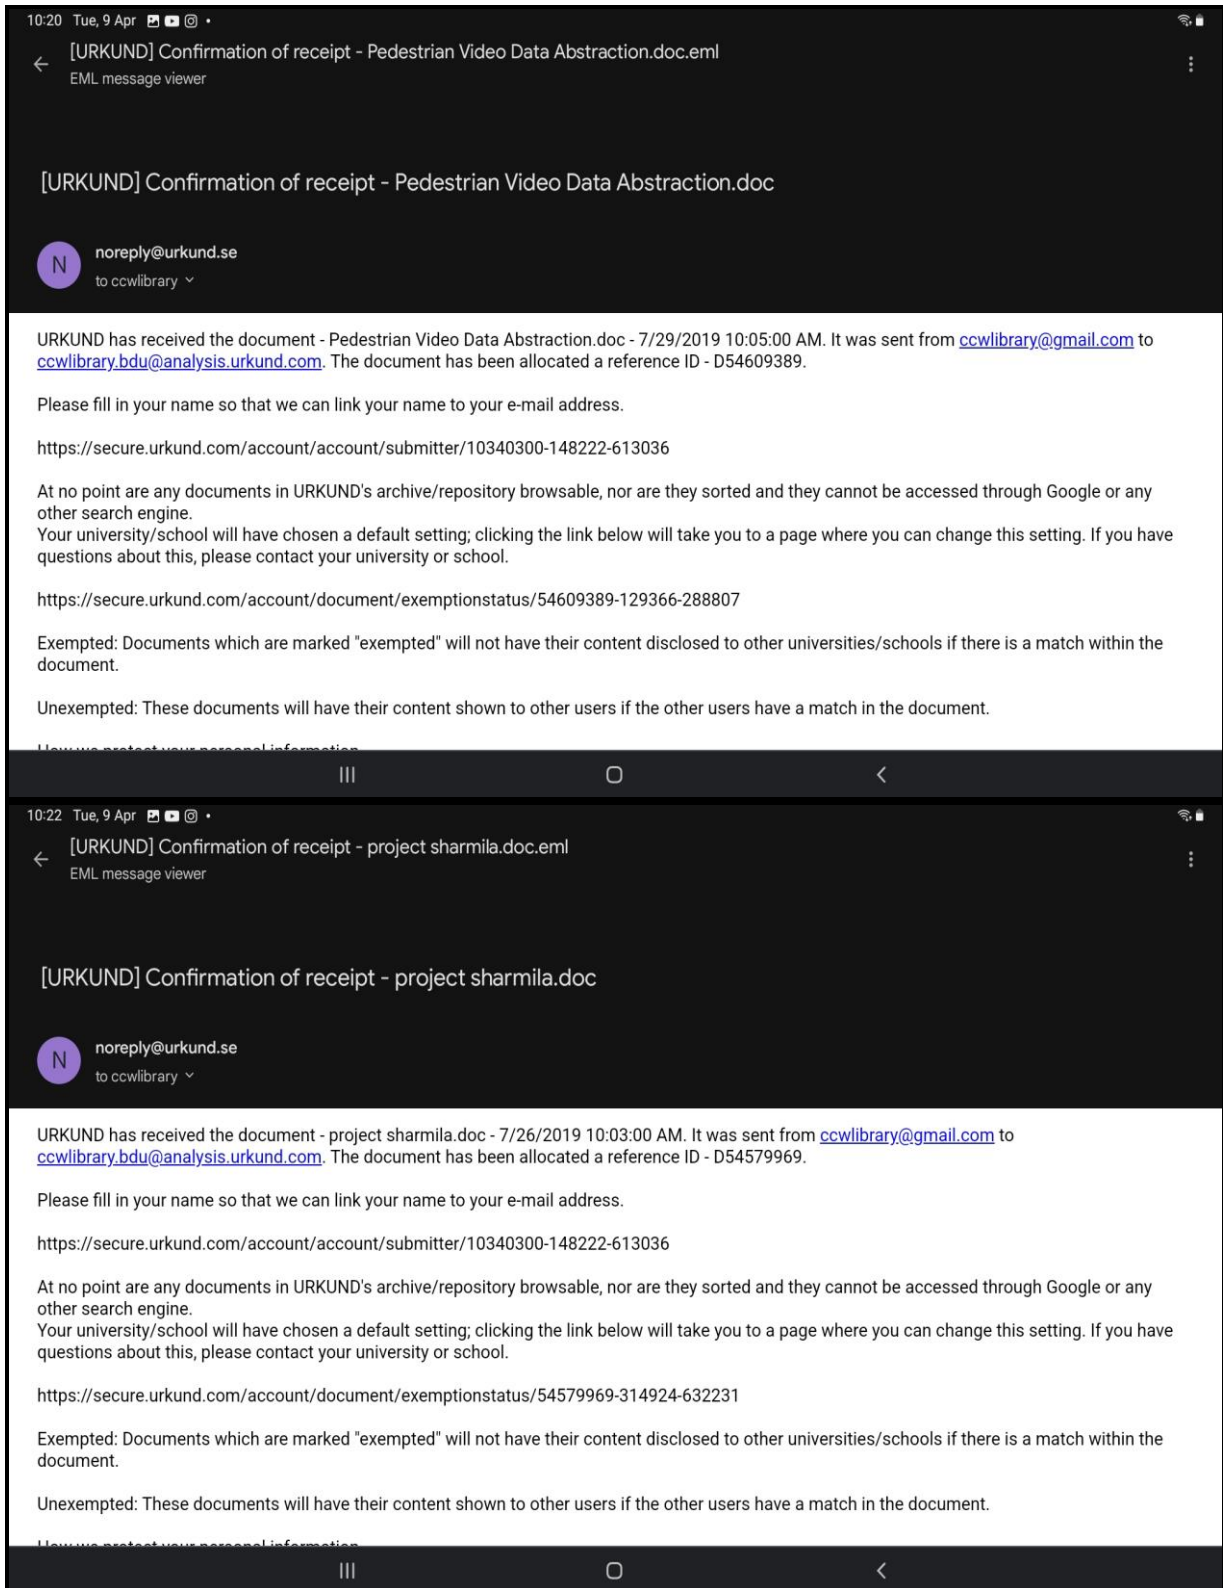 10:20 Tue, 9 Apr
[URKUND] Confirmation of receipt - Pedestrian Video Data Abstraction.doc.eml
EML message viewer
[URKUND] Confirmation of receipt - Pedestrian Video Data Abstraction.doc
N
noreply@urkund.se
to ccwlibrary
URKUND has received the document - Pedestrian Video Data Abstraction.doc - 7/29/2019 10:05:00 AM. It was sent from ccwlibrary@gmail.com to
ccwlibrary.bdu@analysis.urkund.com. The document has been allocated a reference ID - D54609389.
Please fill in your name so that we can link your name to your e-mail address.
https://secure.urkund.com/account/account/submitter/10340300-148222-613036
At no point are any documents in URKUND's archive/repository browsable, nor are they sorted and they cannot be accessed through Google or any
other search engine.
Your university/school will have chosen a default setting; clicking the link below will take you to a page where you can change this setting. If you have
questions about this, please contact your university or school.
https://secure.urkund.com/account/document/exemptionstatus/54609389-129366-288807
Exempted: Documents which are marked "exempted" will not have their content disclosed to other universities/schools if there is a match within the
document.
Unexempted: These documents will have their content shown to other users if the other users have a match in the document.
How we protect your personal information
10:22 Tue, 9 Apr
[URKUND] Confirmation of receipt - project sharmila.doc.eml
EML message viewer
[URKUND] Confirmation of receipt - project sharmila.doc
N
noreply@urkund.se
to ccwlibrary
URKUND has received the document - project sharmila.doc - 7/26/2019 10:03:00 AM. It was sent from ccwlibrary@gmail.com to
ccwlibrary.bdu@analysis.urkund.com. The document has been allocated a reference ID - D54579969.
Please fill in your name so that we can link your name to your e-mail address.
https://secure.urkund.com/account/account/submitter/10340300-148222-613036
At no point are any documents in URKUND's archive/repository browsable, nor are they sorted and they cannot be accessed through Google or any
other search engine.
Your university/school will have chosen a default setting; clicking the link below will take you to a page where you can change this setting. If you have
questions about this, please contact your university or school.
https://secure.urkund.com/account/document/exemptionstatus/54579969-314924-632231
Exempted: Documents which are marked "exempted" will not have their content disclosed to other universities/schools if there is a match within the
document.
Unexempted: These documents will have their content shown to other users if the other users have a match in the document.
How we protect your personal information